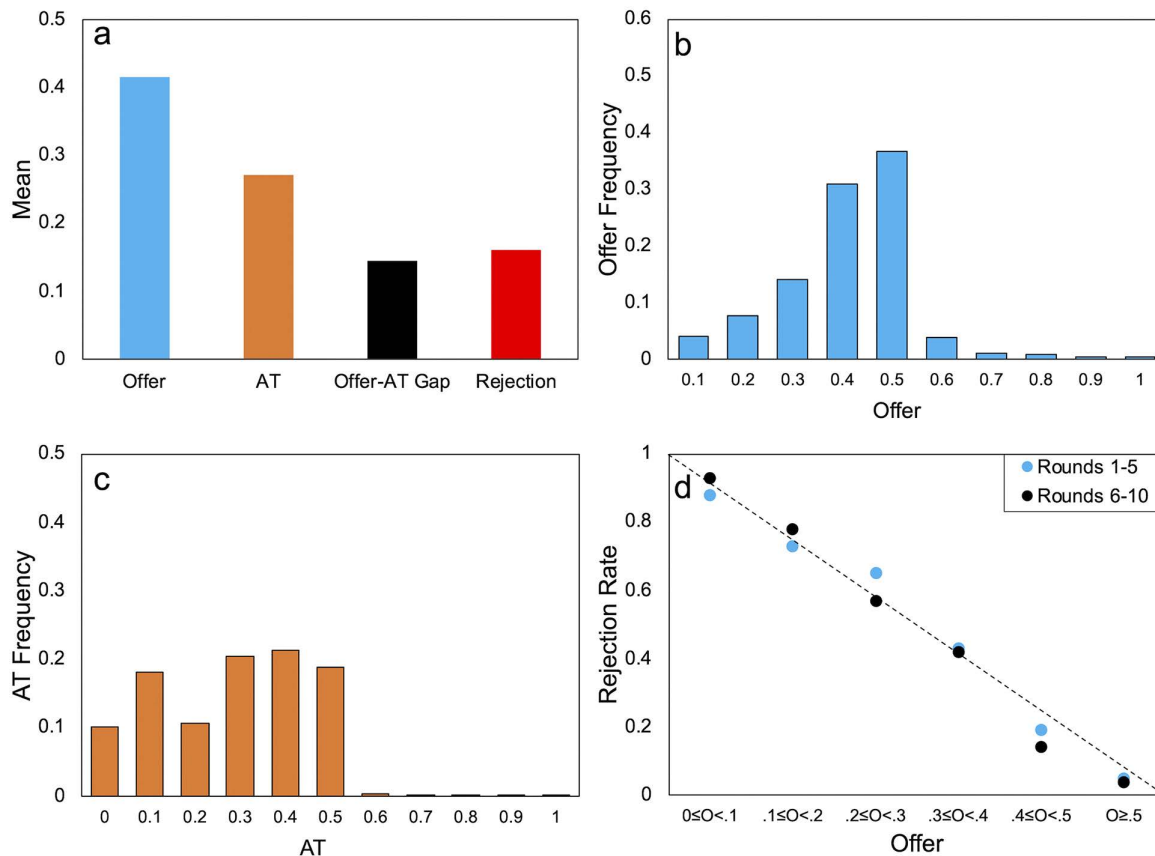 a
0.5
0.4
0.3
0.2
0.1
0
Mean
Offer AT Offer-AT Gap Rejection
b
0.6
0.5
0.4
0.3
0.2
0.1
0
Offer Frequency
0.1 0.2 0.3 0.4 0.5 0.6 0.7 0.8 0.9 1
Offer
c
0.5
0.4
0.3
0.2
0.1
0
AT Frequency
0 0.1 0.2 0.3 0.4 0.5 0.6 0.7 0.8 0.9 1
AT
d
Rounds 1-5
Rounds 6-10
1
0.8
0.6
0.4
0.2
0
Rejection Rate
0≤O<.1 .1≤O<.2 .2≤O<.3 .3≤O<.4 .4≤O<.5 O≥.5
Offer